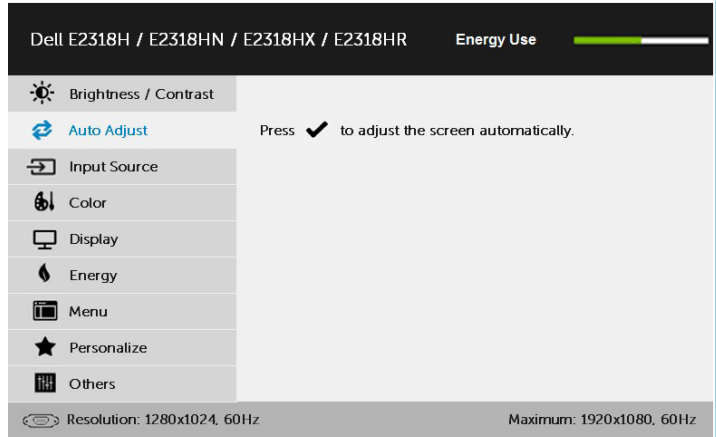 Dell E2318H / E2318HN / E2318HX / E2318HR Energy Use
Brightness / Contrast
Auto Adjust
Press ✔ to adjust the screen automatically.
Input Source
Color
Display
Energy
Menu
Personalize
Others
Resolution: 1280x1024, 60Hz Maximum: 1920x1080, 60Hz